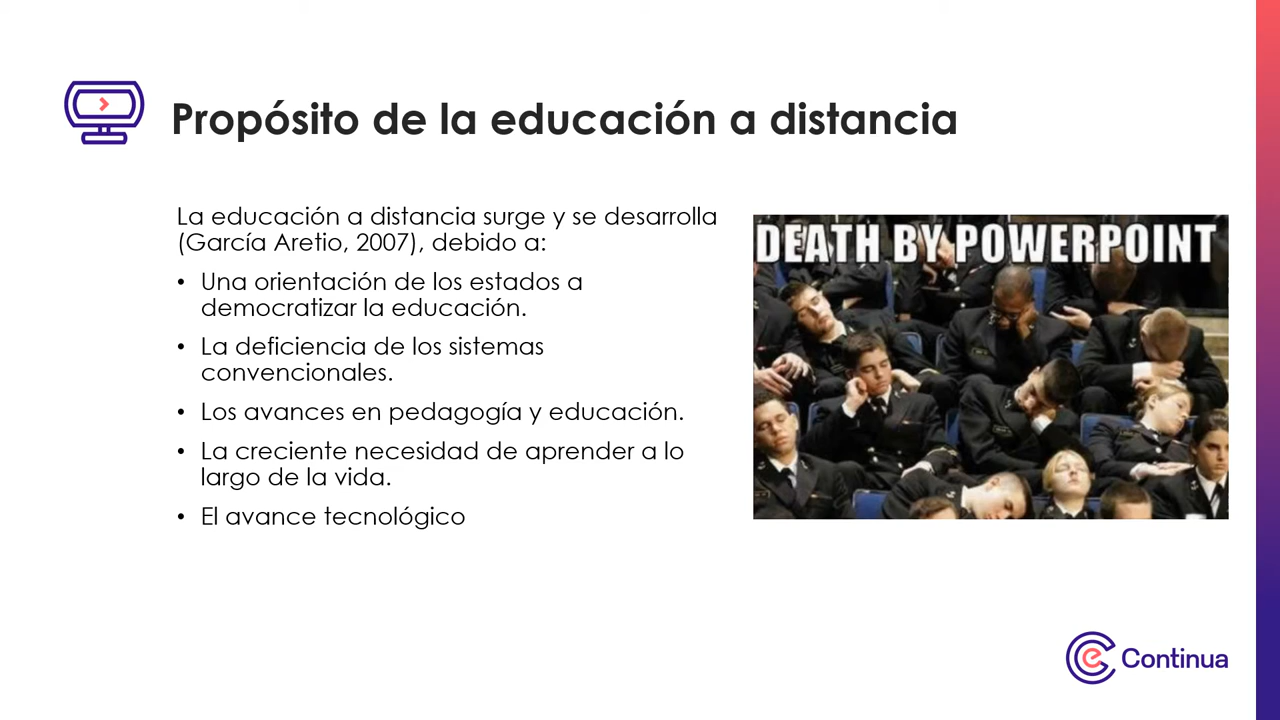 Propósito de la educación a distancia
La educación a distancia surge y se desarrolla
(García Aretio, 2007), debido a:
• Una orientación de los estados a
democratizar la educación.
• La deficiencia de los sistemas
convencionales.
• Los avances en pedagogía y educación.
• La creciente necesidad de aprender a lo
largo de la vida.
• El avance tecnológico
DEATH BY POWERPOINT
e Continua